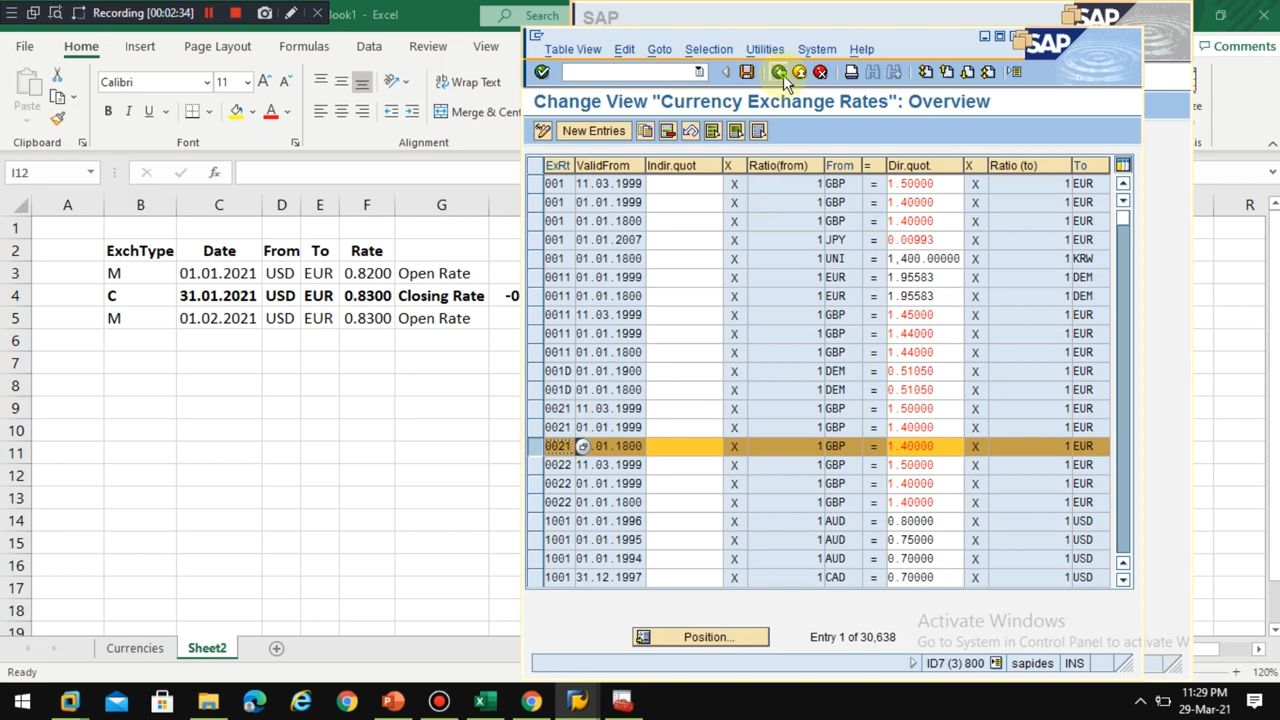 Recording [00:02:34]
Book1 - Excel
Search
SAP
File Home Insert Page Layout Formulas Data Review View
Comments
Paste
Calibri 11
Wrap Text
Merge & Cen
Clipboard Font Alignment
I12
A B C D E F G R
1
2 ExchType Date From To Rate
3 M 01.01.2021 USD EUR 0.8200 Open Rate
4 C 31.01.2021 USD EUR 0.8300 Closing Rate -0
5 M 01.02.2021 USD EUR 0.8300 Open Rate
6
7
8
9
10
11
12
13
14
15
16
17
18
19
Currencies Sheet2
Ready
120%
Table View Edit Goto Selection Utilities System Help
SAP
Change View "Currency Exchange Rates": Overview
New Entries
ExRt ValidFrom Indir.quot X Ratio(from) From = Dir.quot. X Ratio (to) To
001 11.03.1999 X 1 GBP = 1.50000 X 1 EUR
001 01.01.1999 X 1 GBP = 1.40000 X 1 EUR
001 01.01.1800 X 1 GBP = 1.40000 X 1 EUR
001 01.01.2007 X 1 JPY = 0.00993 X 1 EUR
001 01.01.1800 X 1 UNI = 1,400.00000 X 1 KRW
0011 01.01.1999 X 1 EUR = 1.95583 X 1 DEM
0011 01.01.1800 X 1 EUR = 1.95583 X 1 DEM
0011 11.03.1999 X 1 GBP = 1.45000 X 1 EUR
0011 01.01.1999 X 1 GBP = 1.44000 X 1 EUR
0011 01.01.1800 X 1 GBP = 1.44000 X 1 EUR
001D 01.01.1900 X 1 DEM = 0.51050 X 1 EUR
001D 01.01.1800 X 1 DEM = 0.51050 X 1 EUR
0021 11.03.1999 X 1 GBP = 1.50000 X 1 EUR
0021 01.01.1999 X 1 GBP = 1.40000 X 1 EUR
0021 .01.1800 X 1 GBP = 1.40000 X 1 EUR
0022 11.03.1999 X 1 GBP = 1.50000 X 1 EUR
0022 01.01.1999 X 1 GBP = 1.40000 X 1 EUR
0022 01.01.1800 X 1 GBP = 1.40000 X 1 EUR
1001 01.01.1996 X 1 AUD = 0.80000 X 1 USD
1001 01.01.1995 X 1 AUD = 0.75000 X 1 USD
1001 01.01.1994 X 1 AUD = 0.70000 X 1 USD
1001 31.12.1997 X 1 CAD = 0.70000 X 1 USD
Position... Entry 1 of 30,638
Activate Windows
Go to System in Control Panel to activate W
ID7 (3) 800 sapides INS
11:29 PM
29-Mar-21